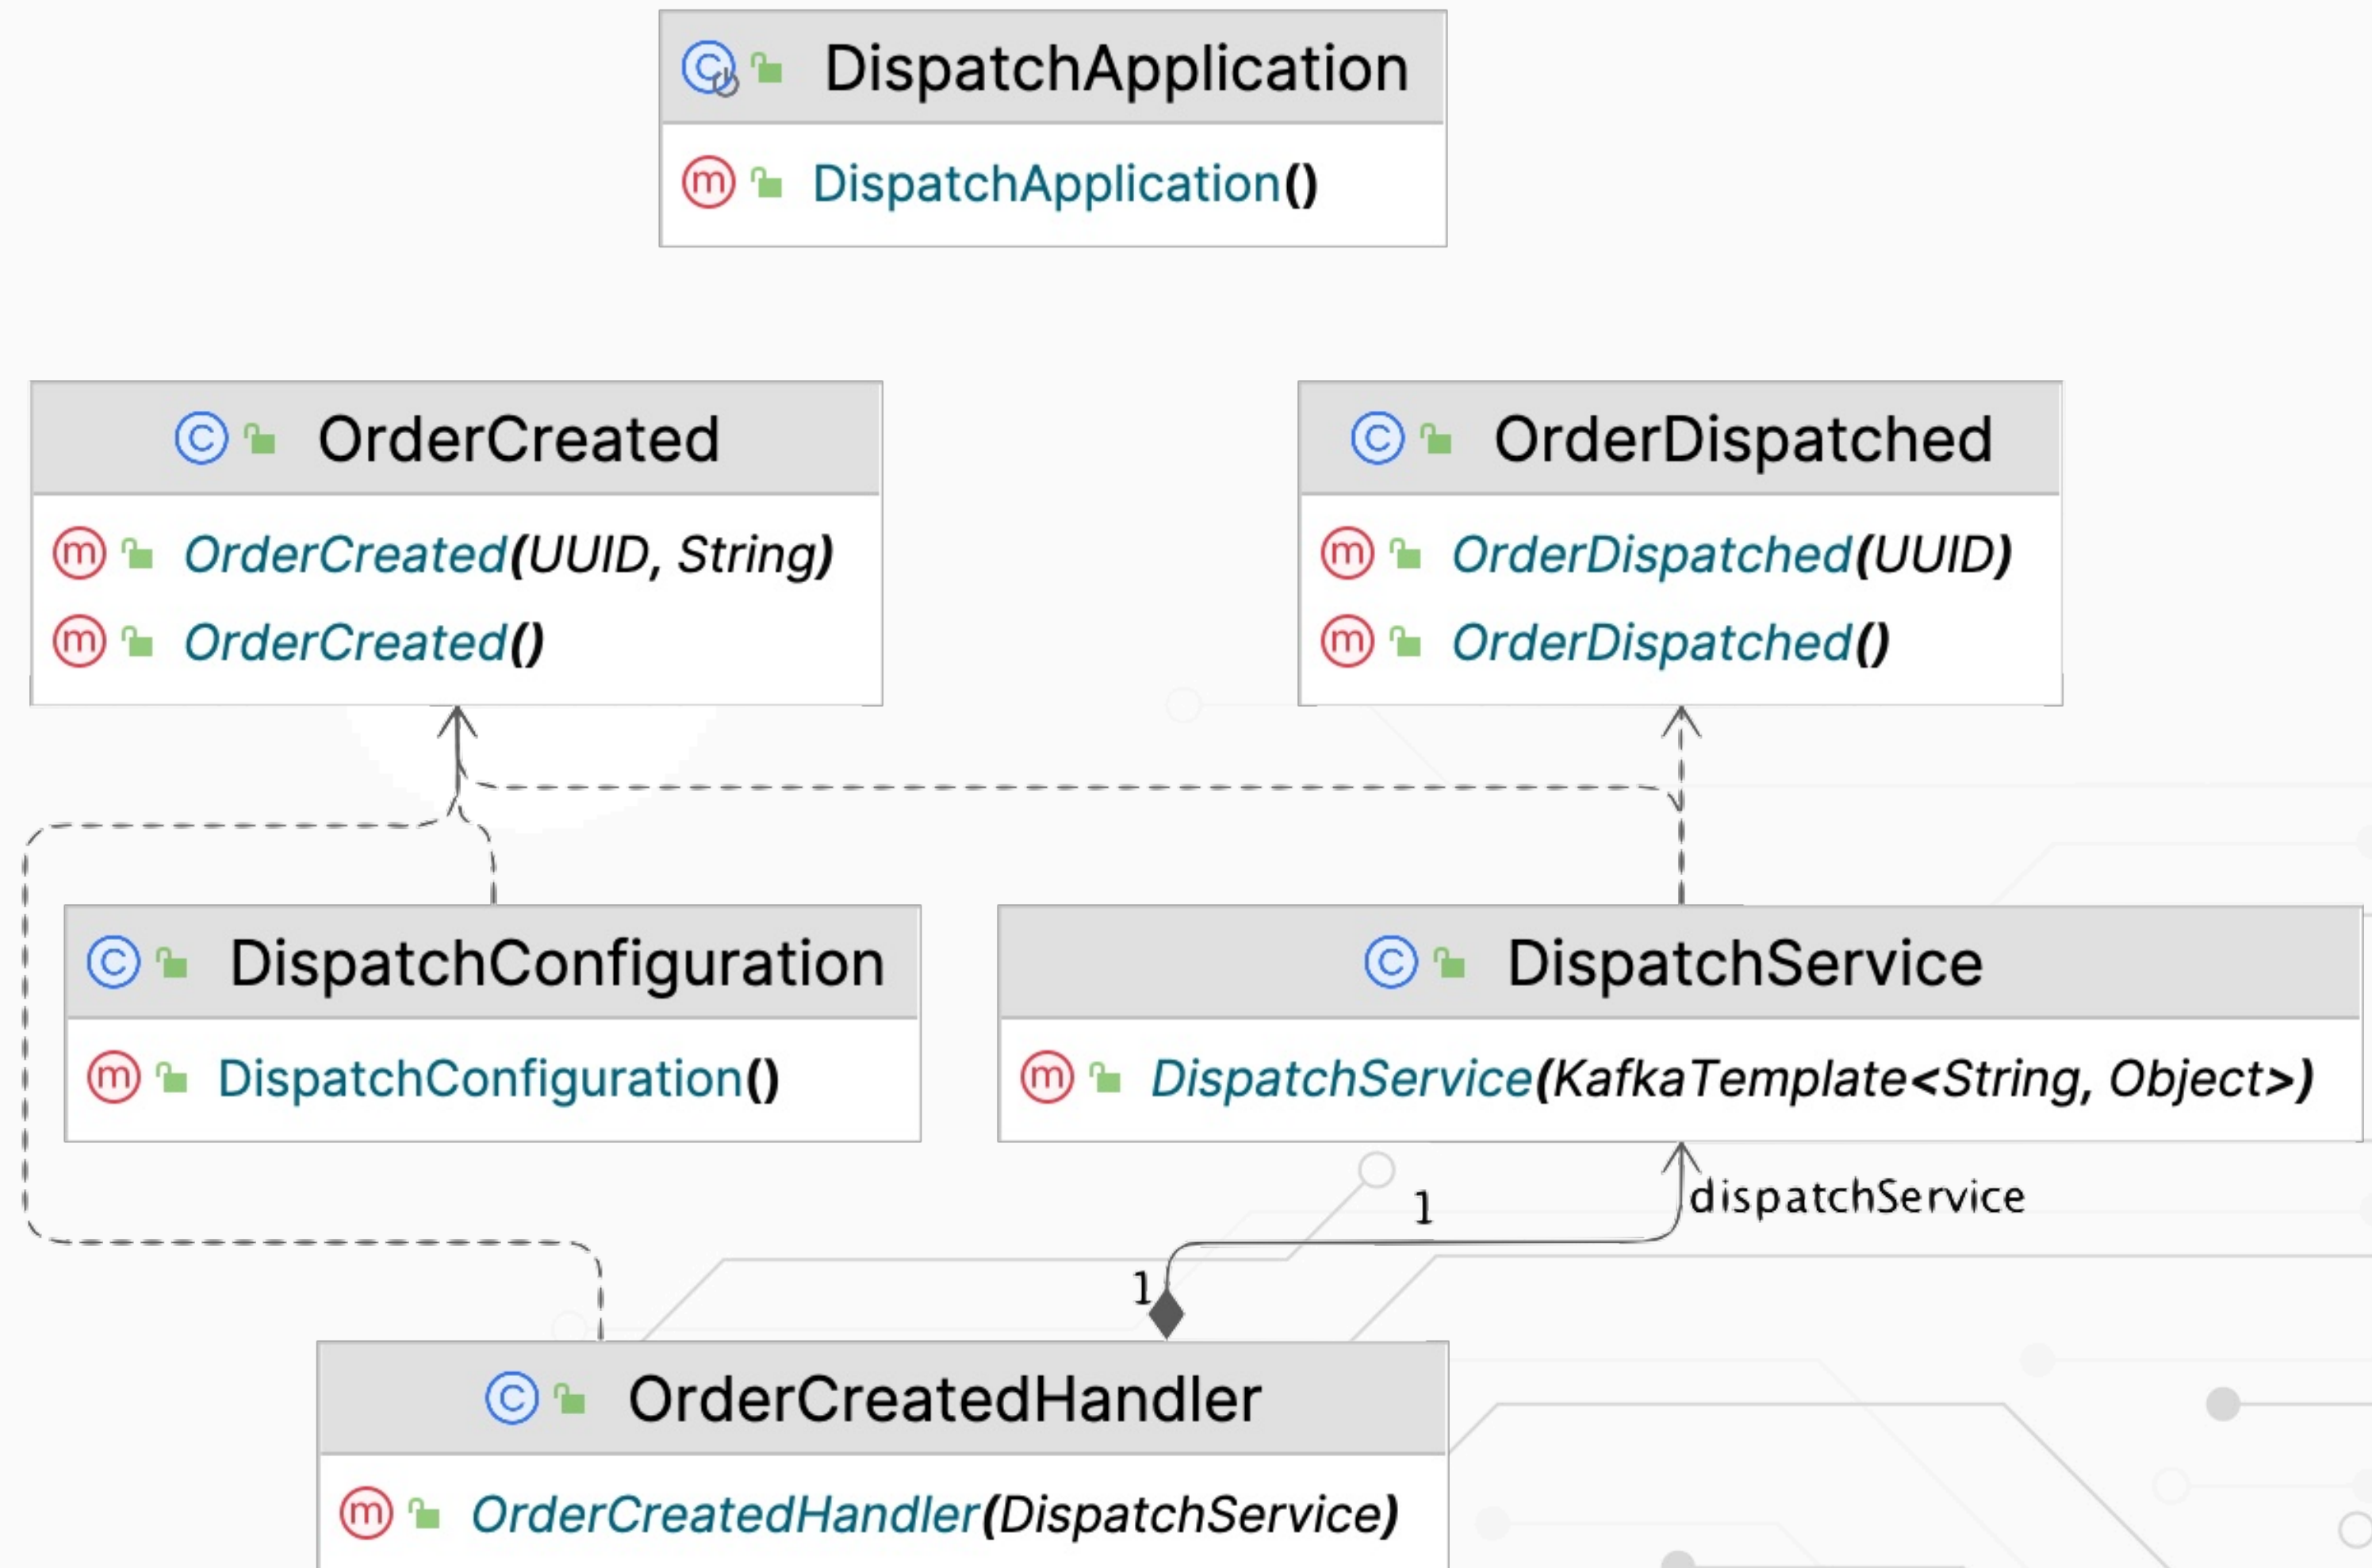 DispatchApplication
DispatchApplication()
OrderCreated
OrderCreated(UUID, String)
OrderCreated()
OrderDispatched
OrderDispatched(UUID)
OrderDispatched()
DispatchConfiguration
DispatchConfiguration()
DispatchService
DispatchService(KafkaTemplate<String, Object>)
1
dispatchService
1
OrderCreatedHandler
OrderCreatedHandler(DispatchService)